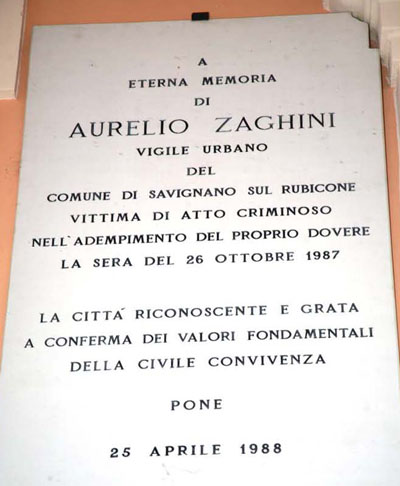 A
ETERNA MEMORIA
DI
AURELIO ZAGHINI
VIGILE URBANO
DEL
COMUNE DI SAVIGNANO SUL RUBICONE
VITTIMA DI ATTO CRIMINOSO
NELL'ADEMPIMENTO DEL PROPRIO DOVERE
LA SERA DEL 26 OTTOBRE 1987
LA CITTA' RICONOSCENTE E GRATA
A CONFERMA DEI VALORI FONDAMENTALI
DELLA CIVILE CONVIVENZA
PONE
25 APRILE 1988